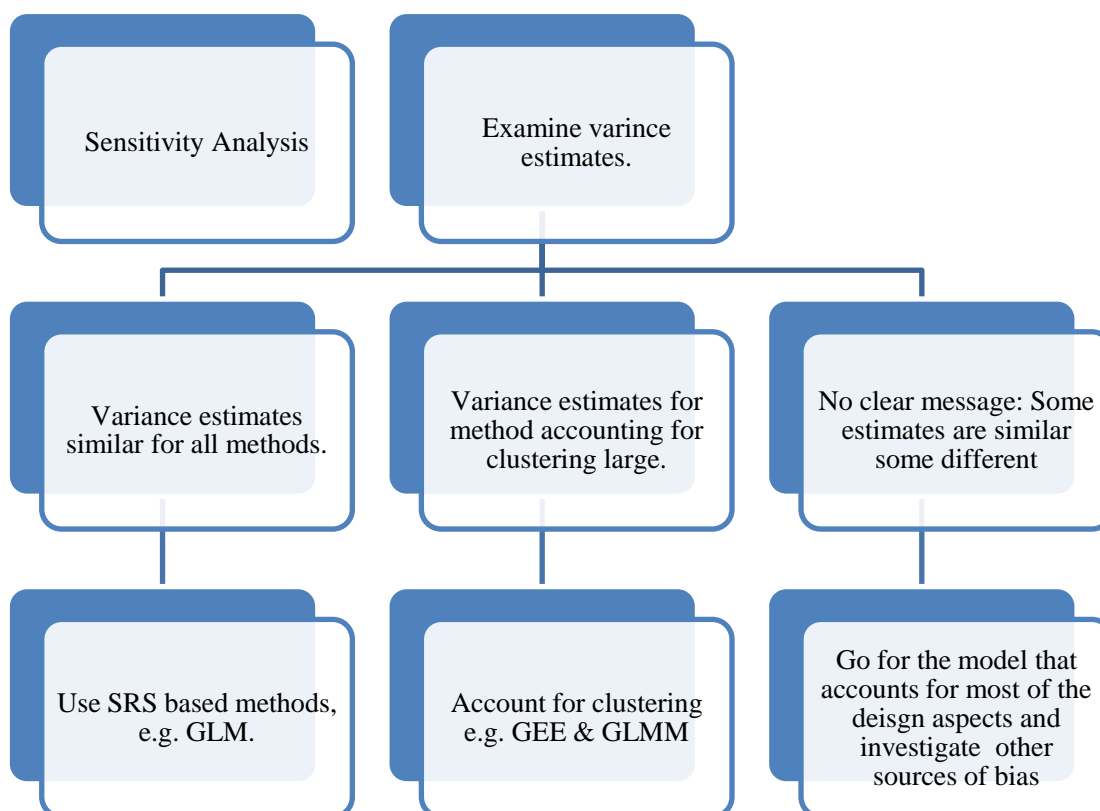 Sensitivity Analysis
Examine varince
estimates.
Variance estimates
similar for all methods.
Variance estimates for
method accounting for
clustering large.
No clear message: Some
estimates are similar
some different
Use SRS based methods,
e.g. GLM.
Account for clustering
e.g. GEE & GLMM
Go for the model that
accounts for most of the
deisgn aspects and
investigate other
sources of bias